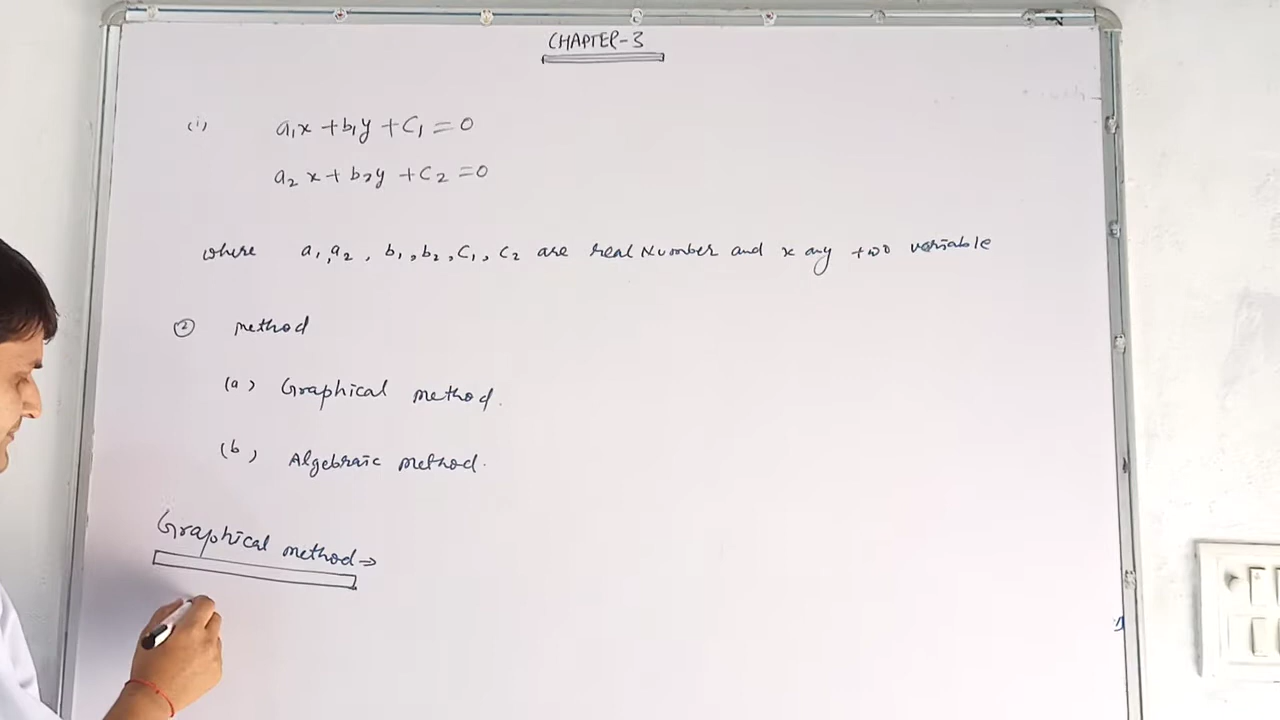 CHAPTER-3
(i) a₁x + b₁y + C₁ = 0
a₂x + b₂y + C₂ = 0
where a₁, a₂, b₁, b₂, C₁, C₂ are real Number and x any two variable
② method
(a) Graphical method.
(b) Algebraic method.
Graphical method ⇒